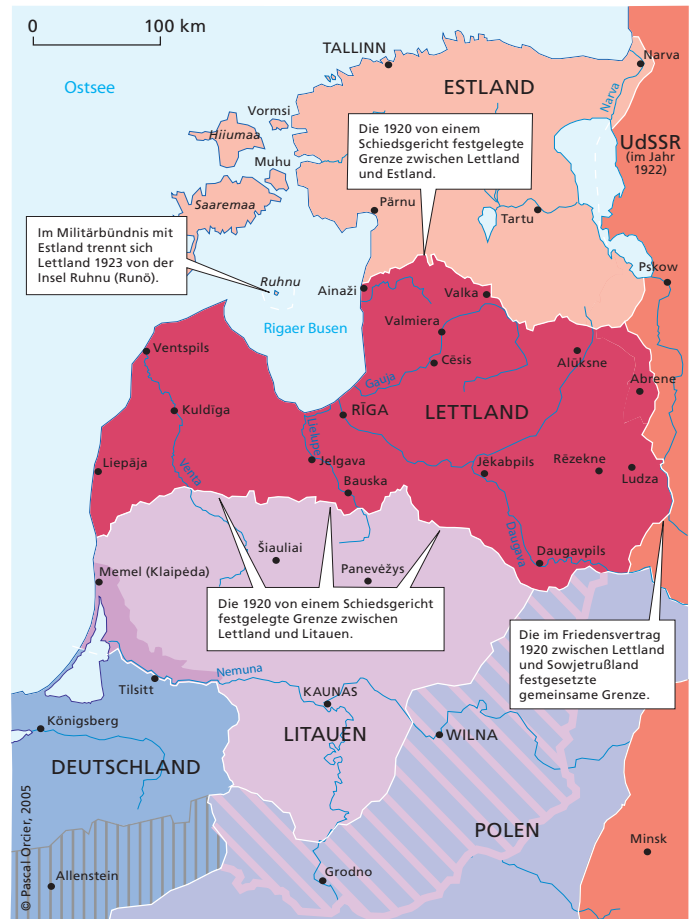 0
100 km
TALLINN
Narva
Ostsee
ESTLAND
Narva
Vormsi
Hiiumaa
Die 1920 von einem
Schiedsgericht festgelegte
Grenze zwischen Lettland
und Estland.
UdSSR
(im Jahr
1922)
Muhu
Saaremaa
Pärnu
Tartu
Im Militärbündnis mit
Estland trennt sich
Lettland 1923 von der
Insel Ruhnu (Runö).
Pskow
Ruhnu
Ainaži
Valka
Rigaer Busen
Valmiera
Ventspils
Cēsis
Alūksne
Abrene
Gauja
Kuldīga
RĪGA
LETTLAND
Lielupe
Liepāja
Venta
Jelgava
Jēkabpils
Rēzekne
Ludza
Bauska
Daugava
Šiauliai
Daugavpils
Memel (Klaipėda)
Panevėžys
Die 1920 von einem Schiedsgericht
festgelegte Grenze zwischen
Lettland und Litauen.
Die im Friedensvertrag
1920 zwischen Lettland
und Sowjetrußland
festgesetzte
gemeinsame Grenze.
Nemuna
Tilsitt
KAUNAS
Königsberg
LITAUEN
WILNA
DEUTSCHLAND
POLEN
Minsk
Allenstein
Grodno
© Pascal Orcier, 2005